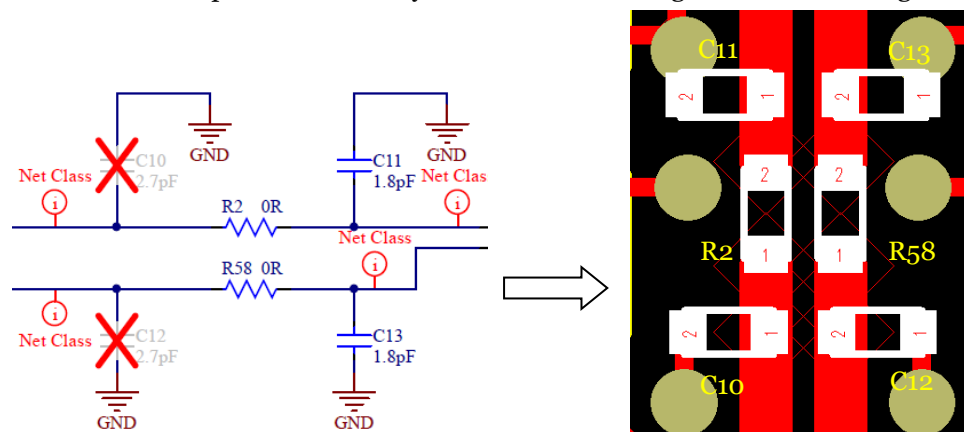 GND
C10
2.7pF
Net Class
i
R2 0R
GND
C11
1.8pF
Net Clas
i
Net Class
i
R58 0R
i
Net Class
C12
2.7pF
GND
C13
1.8pF
GND
C11
C13
2
1
2
1
2
2
R2
1
1
R58
2
1
2
1
C10
C12